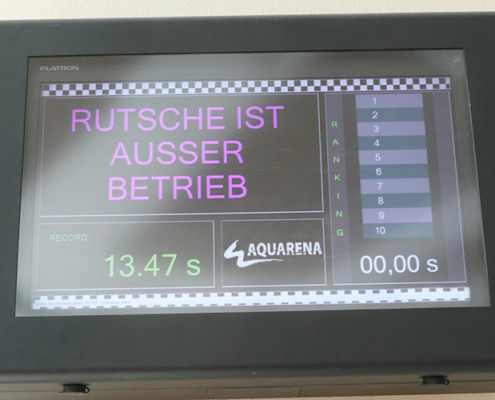 FLATRON
RUTSCHE IST
AUSSER
BETRIEB
RANKING
1
2
3
4
5
6
7
8
9
10
RECORD:
13.47 s
AQUARENA
00,00 s